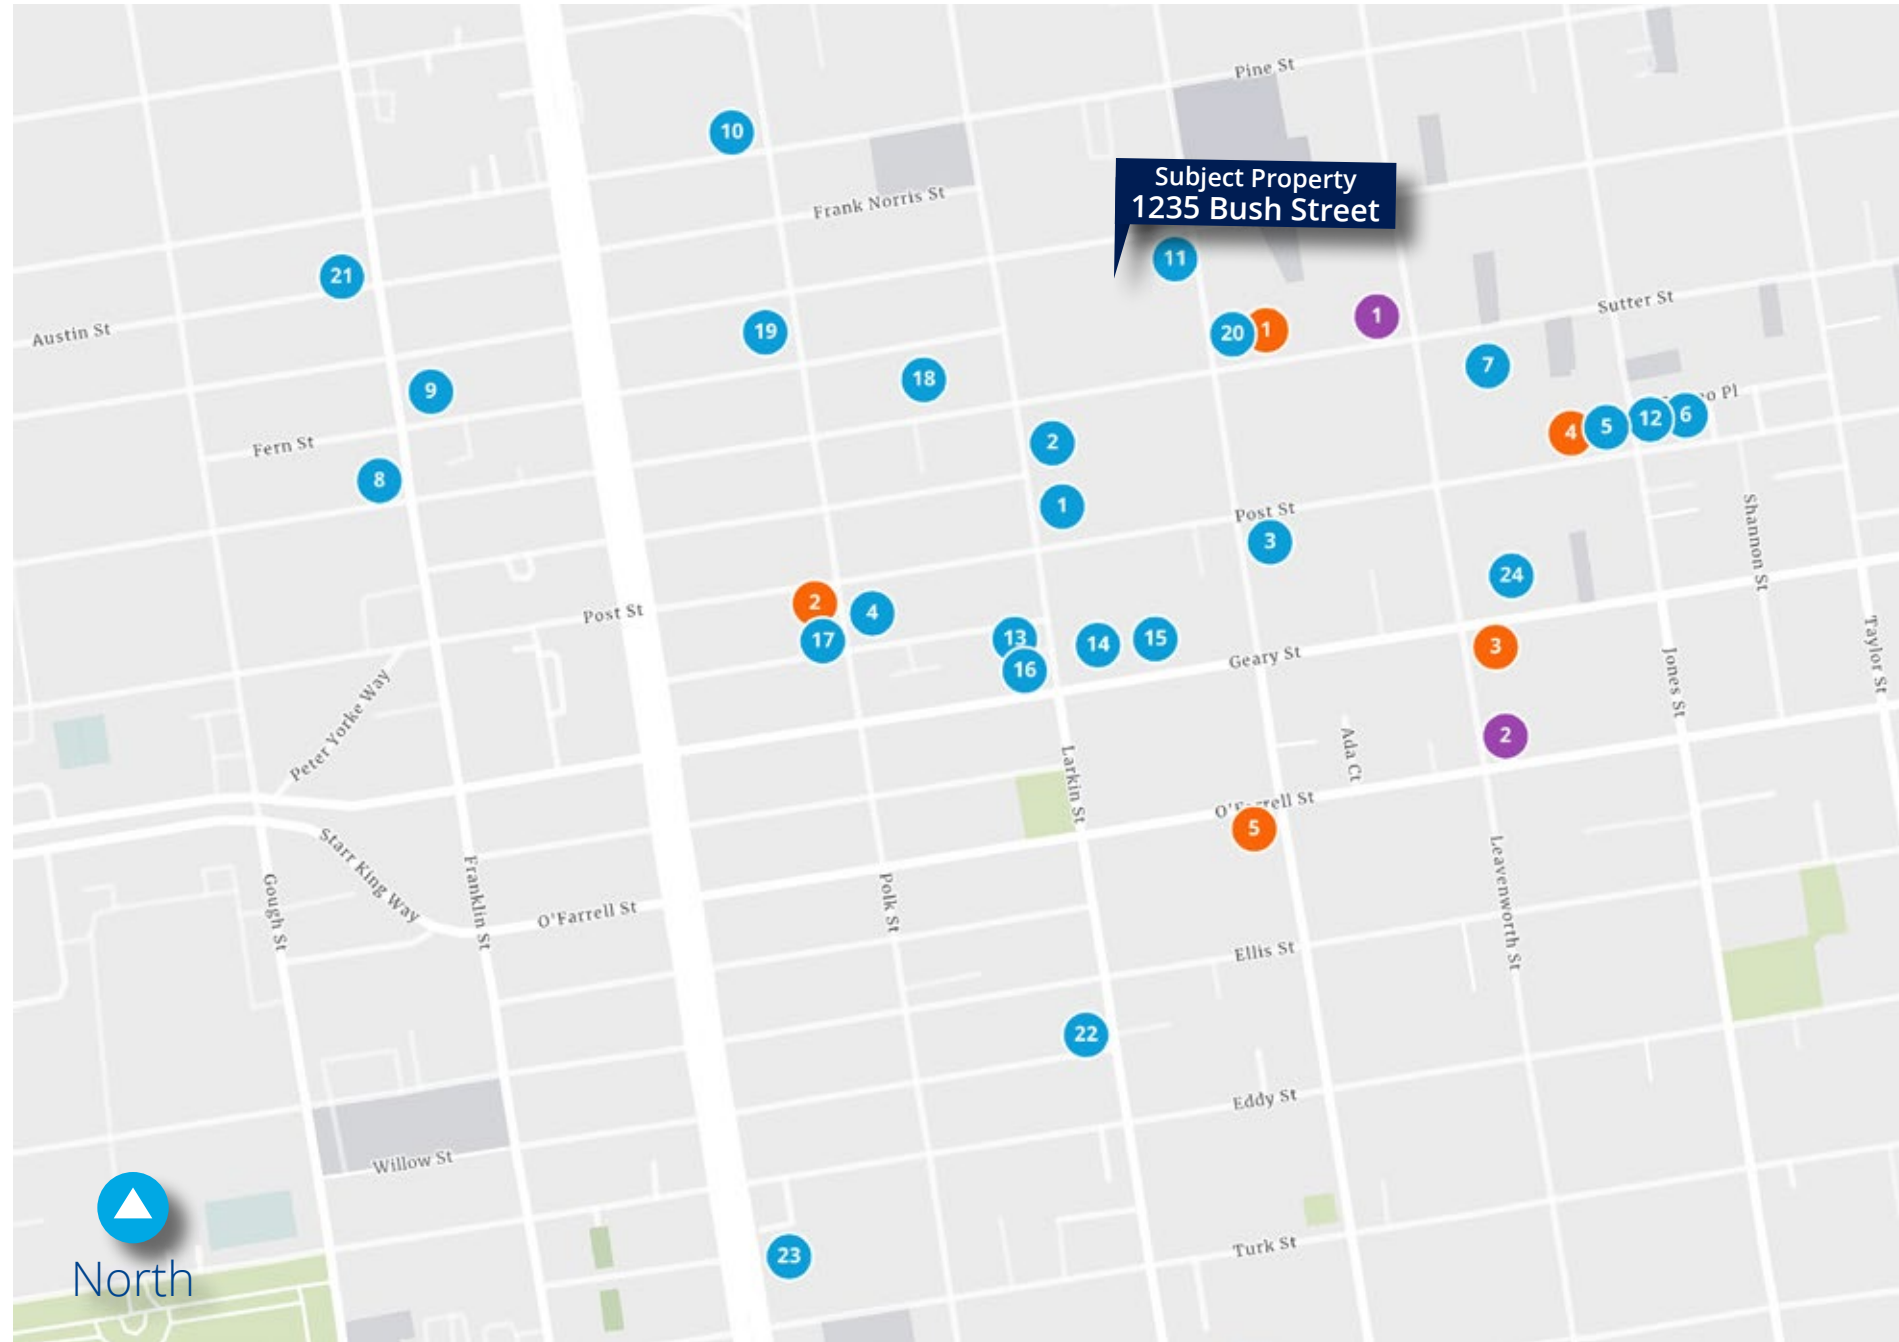 Pine St
10
Frank Norris St
Subject Property
1235 Bush Street
11
21
Austin St
19
20
1
1
Sutter St
7
18
9
Pl
4
5
12
6
Fern St
2
8
1
Post St
3
Shannon St
24
2
4
Post St
17
13
14
15
16
3
Geary St
Taylor St
Jones St
Peter Yorke Way
2
Ada Ct
Larkin St
5
Starr King Way
Gough St
Franklin St
O'Farrell St
Polk St
Leavenworth St
Ellis St
22
Eddy St
Willow St
Turk St
23
North